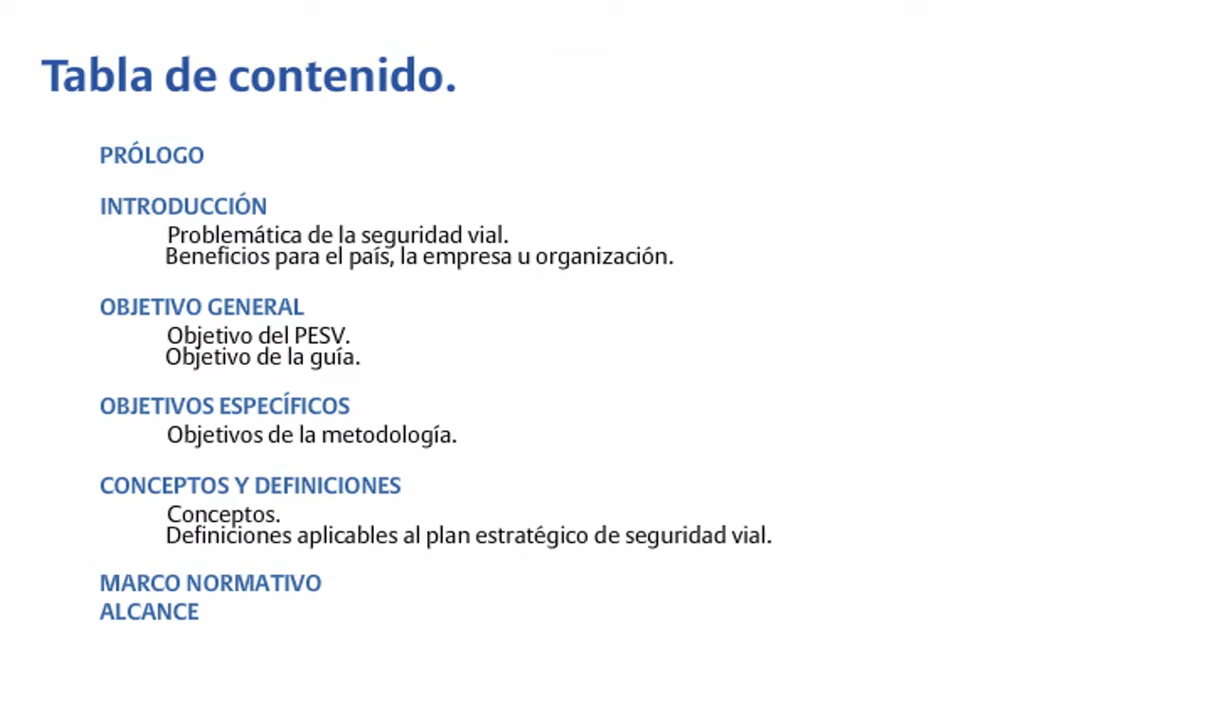 Tabla de contenido.
PRÓLOGO
INTRODUCCIÓN
Problemática de la seguridad vial.
Beneficios para el país, la empresa u organización.
OBJETIVO GENERAL
Objetivo del PESV.
Objetivo de la guía.
OBJETIVOS ESPECÍFICOS
Objetivos de la metodología.
CONCEPTOS Y DEFINICIONES
Conceptos.
Definiciones aplicables al plan estratégico de seguridad vial.
MARCO NORMATIVO
ALCANCE